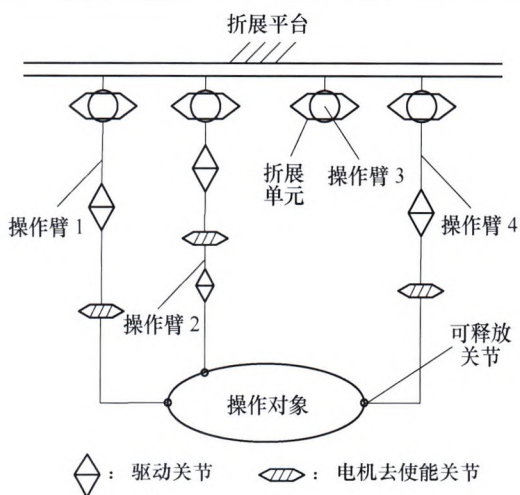 折展平台
折展
单元
操作臂 3
操作臂 1
操作臂 4
操作臂 2
可释放
关节
操作对象
：驱动关节
：电机去使能关节